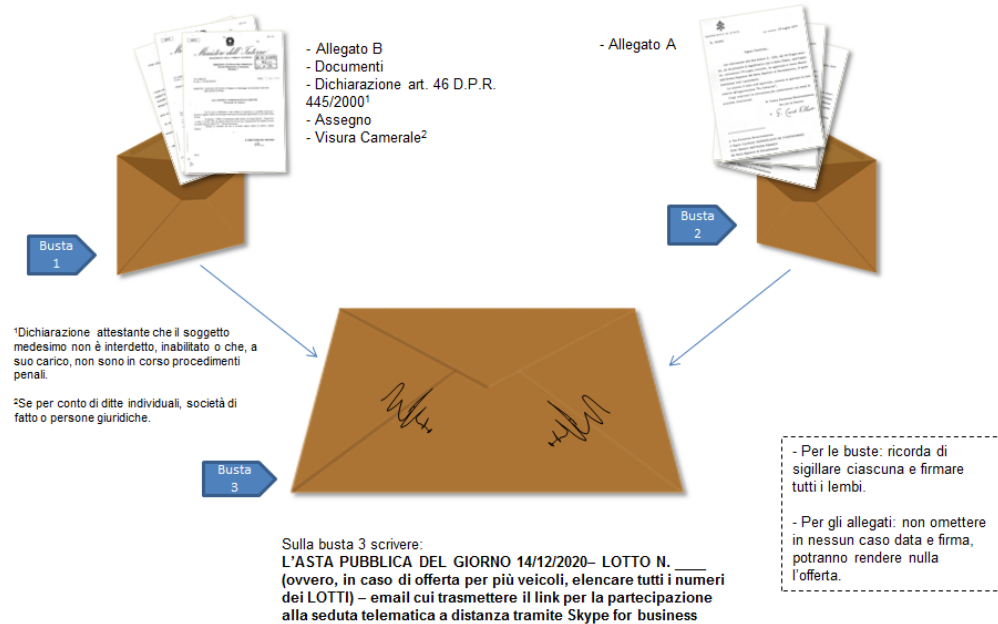 - Allegato B
- Documenti
- Dichiarazione art. 46 D.P.R.
445/2000¹
- Assegno
- Visura Camerale²
- Allegato A
Ministero dell'Interno
Busta
1
Busta
2
¹Dichiarazione attestante che il soggetto
medesimo non è interdetto, inabilitato o che, a
suo carico, non sono in corso procedimenti
penali.
²Se per conto di ditte individuali, società di
fatto o persone giuridiche.
Busta
3
- Per le buste: ricorda di
sigillare ciascuna e firmare
tutti i lembi.
- Per gli allegati: non omettere
in nessun caso data e firma,
potranno rendere nulla
l'offerta.
Sulla busta 3 scrivere:
L'ASTA PUBBLICA DEL GIORNO 14/12/2020– LOTTO N. ____
(ovvero, in caso di offerta per più veicoli, elencare tutti i numeri
dei LOTTI) – email cui trasmettere il link per la partecipazione
alla seduta telematica a distanza tramite Skype for business